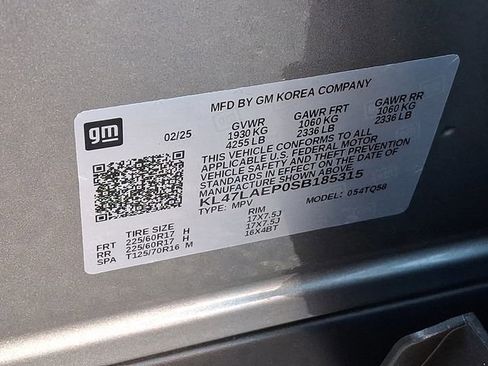 gm
MFD BY GM KOREA COMPANY
02/25 GVWR GAWR FRT GAWR RR
1930 KG 1060 KG 1060 KG
4255 LB 2336 LB 2336 LB
THIS VEHICLE CONFORMS TO ALL
APPLICABLE U.S. FEDERAL MOTOR
VEHICLE SAFETY AND THEFT PREVENTION
STANDARDS IN EFFECT ON THE DATE OF
MANUFACTURE SHOWN ABOVE.
KL47LAEP0SB185315
TYPE: MPV MODEL: 0S4TQ58
TIRE SIZE RIM
FRT 225/60R17 H 17X7.5J
RR 225/60R17 H 17X7.5J
SPA T125/70R16 M 16X4BT